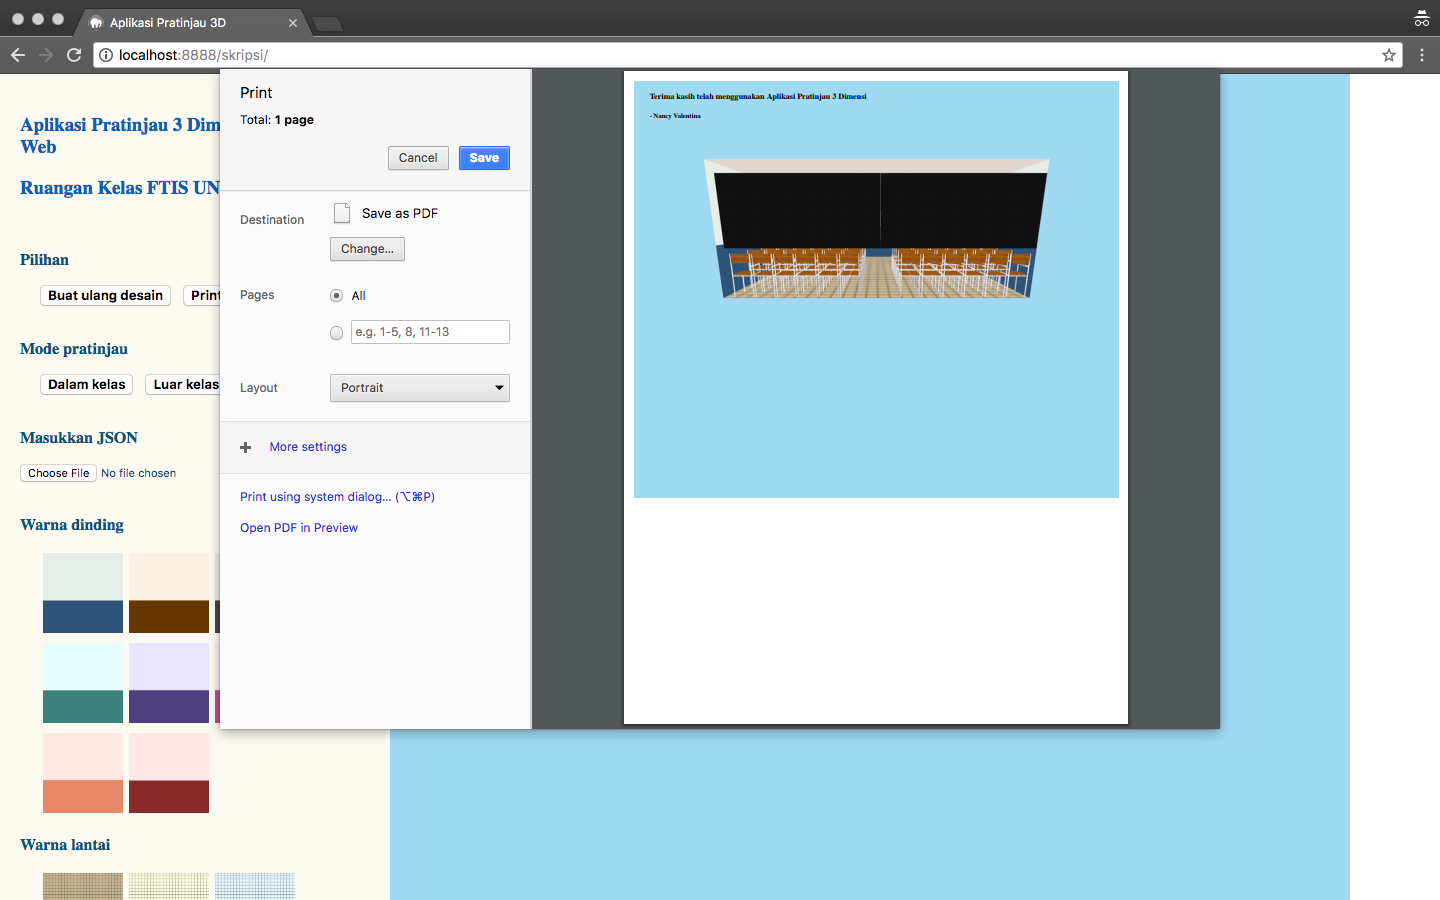 Aplikasi Pratinjau 3D
localhost:8888/skripsi/
Aplikasi Pratinjau 3 Dim
Web
Ruangan Kelas FTIS UN
Pilihan
Buat ulang desain
Print
Mode pratinjau
Dalam kelas
Luar kelas
Masukkan JSON
Choose File No file chosen
Warna dinding
Warna lantai
Print
Total: 1 page
Cancel
Save
Destination
Save as PDF
Change...
Pages
All
e.g. 1-5, 8, 11-13
Layout
Portrait
More settings
Print using system dialog... (⌥⌘P)
Open PDF in Preview
Terima kasih telah menggunakan Aplikasi Pratinjau 3 Dimensi
- Nancy Valentina